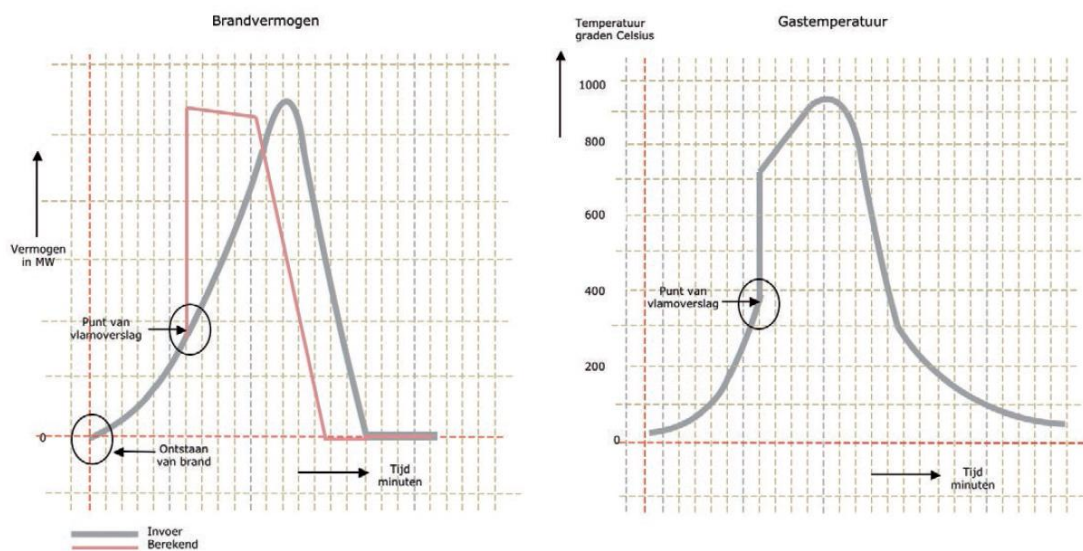 Brandvermogen
Vermogen
in MW
Punt van
vlamoverslag
0
Ontstaan
van brand
Tijd
minuten
Invoer
Berekend
Gastemperatuur
Temperatuur
graden Celsius
1000
800
600
400
200
0
Punt van
vlamoverslag
Tijd
minuten